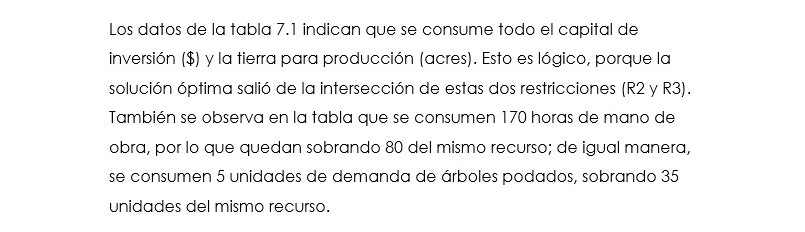 Los datos de la tabla 7.1 indican que se consume todo el capital de
inversión ($) y la tierra para producción (acres). Esto es lógico, porque la
solución óptima salió de la intersección de estas dos restricciones (R2 y R3).
También se observa en la tabla que se consumen 170 horas de mano de
obra, por lo que quedan sobrando 80 del mismo recurso; de igual manera,
se consumen 5 unidades de demanda de árboles podados, sobrando 35
unidades del mismo recurso.